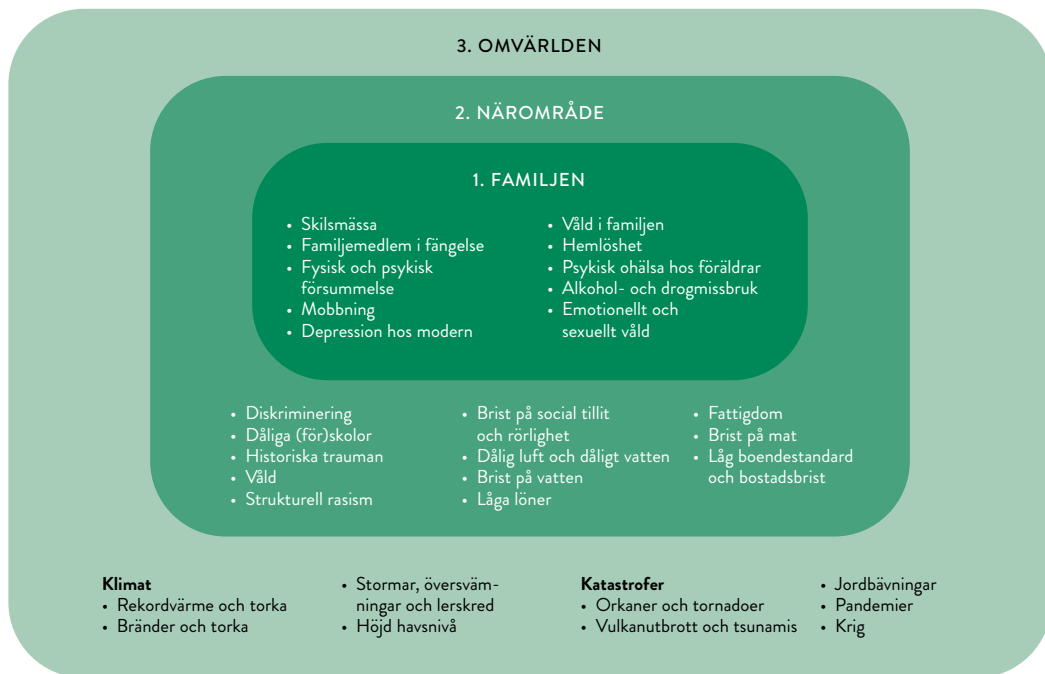 3. OMVÄRLDEN
2. NÄROMRÅDE
1. FAMILJEN
• Skilsmässa
• Familjemedlem i fängelse
• Fysisk och psykisk
försummelse
• Mobbning
• Depression hos modern
• Våld i familjen
• Hemlöshet
• Psykisk ohälsa hos föräldrar
• Alkohol- och drogmissbruk
• Emotionellt och
sexuellt våld
• Diskriminering
• Dåliga (för)skolor
• Historiska trauman
• Våld
• Strukturell rasism
• Brist på social tillit
och rörlighet
• Dålig luft och dåligt vatten
• Brist på vatten
• Låga löner
• Fattigdom
• Brist på mat
• Låg boendestandard
och bostadsbrist
Klimat
• Rekordvärme och torka
• Bränder och torka
• Stormar, översväm-
ningar och lerskred
• Höjd havsnivå
Katastrofer
• Orkaner och tornadoer
• Vulkanutbrott och tsunamis
• Jordbävningar
• Pandemier
• Krig